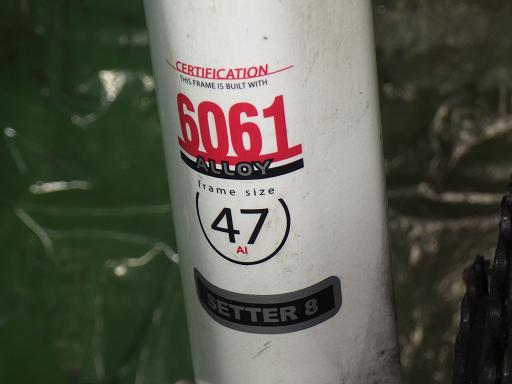 CERTIFICATION
THIS FRAME IS BUILT WITH
6061
ALLOY
frame size
47
Al
SETTER 8